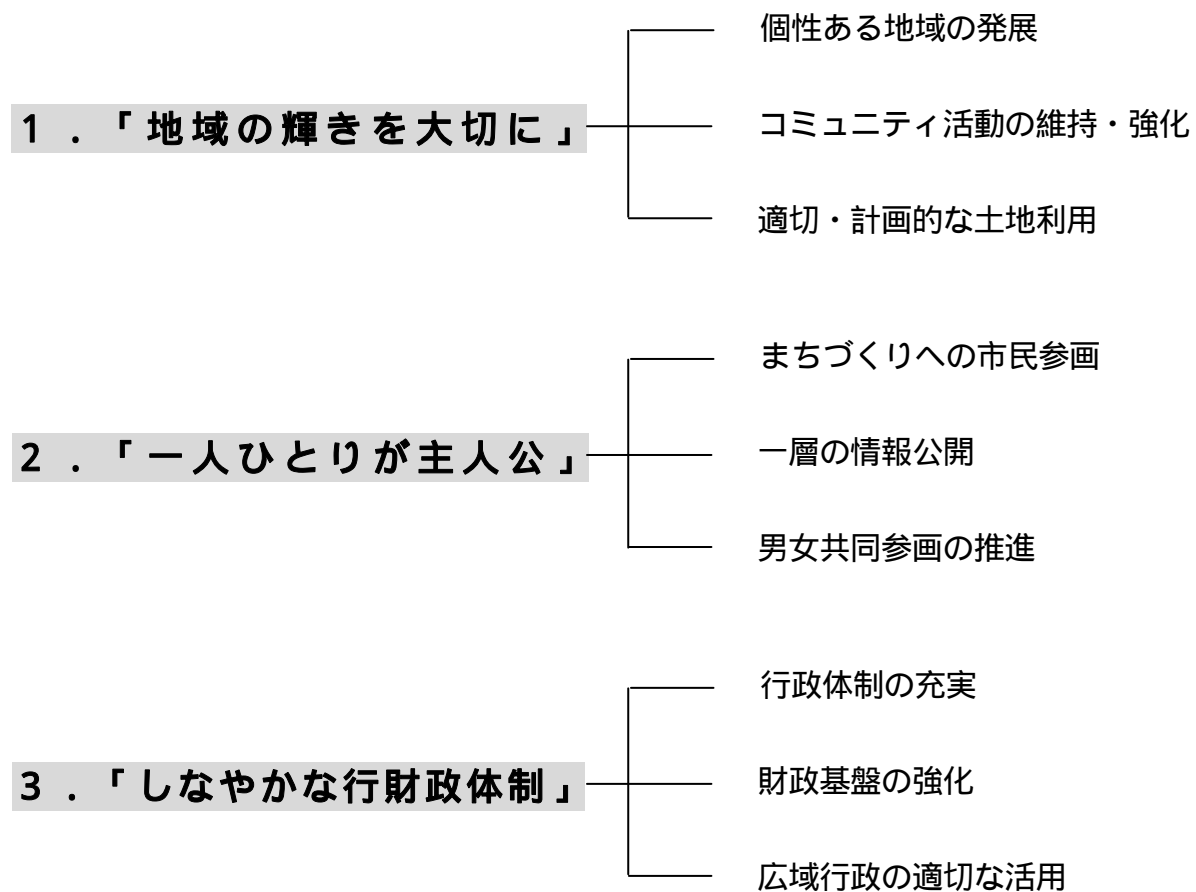 個性ある地域の発展
１．「地域の輝きを大切に」
コミュニティ活動の維持・強化
適切・計画的な土地利用
まちづくりへの市民参画
２．「一人ひとりが主人公」
一層の情報公開
男女共同参画の推進
行政体制の充実
３．「しなやかな行財政体制」
財政基盤の強化
広域行政の適切な活用